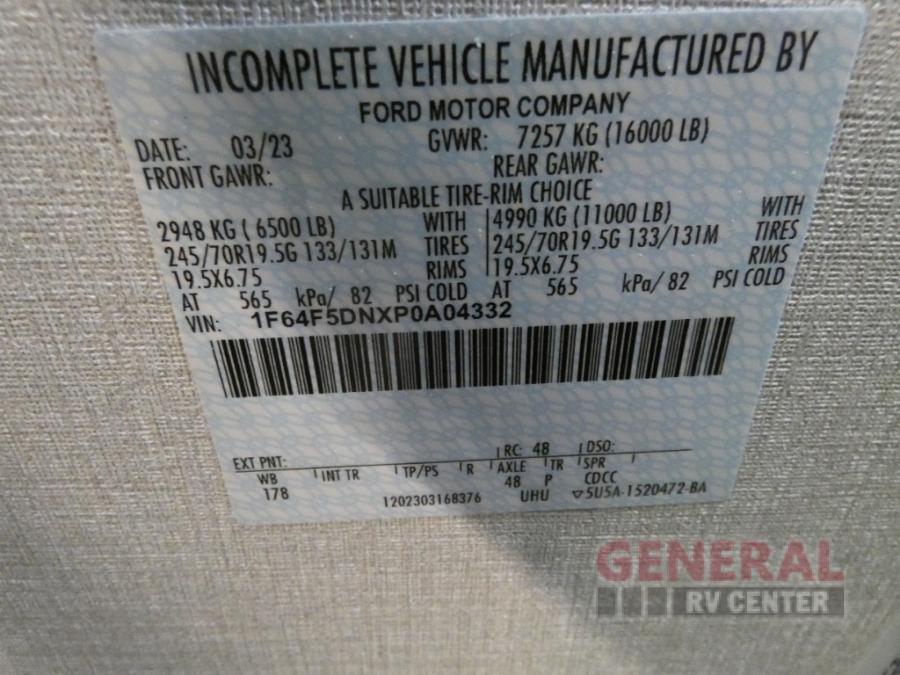 INCOMPLETE VEHICLE MANUFACTURED BY
FORD MOTOR COMPANY
DATE: 03/23 GVWR: 7257 KG (16000 LB)
FRONT GAWR: REAR GAWR:
A SUITABLE TIRE-RIM CHOICE
2948 KG ( 6500 LB) WITH 4990 KG (11000 LB) WITH
245/70R19.5G 133/131M TIRES 245/70R19.5G 133/131M TIRES
19.5X6.75 RIMS 19.5X6.75 RIMS
AT 565 kPa/ 82 PSI COLD AT 565 kPa/ 82 PSI COLD
VIN: 1F64F5DNXP0A04332
EXT PNT: RC: 48 DSO:
WB INT TR TP/PS R AXLE TR SPR
178 48 P CDCC
1202303168376 UHU ▽5U5A-1520472-BA
GENERAL
RV CENTER